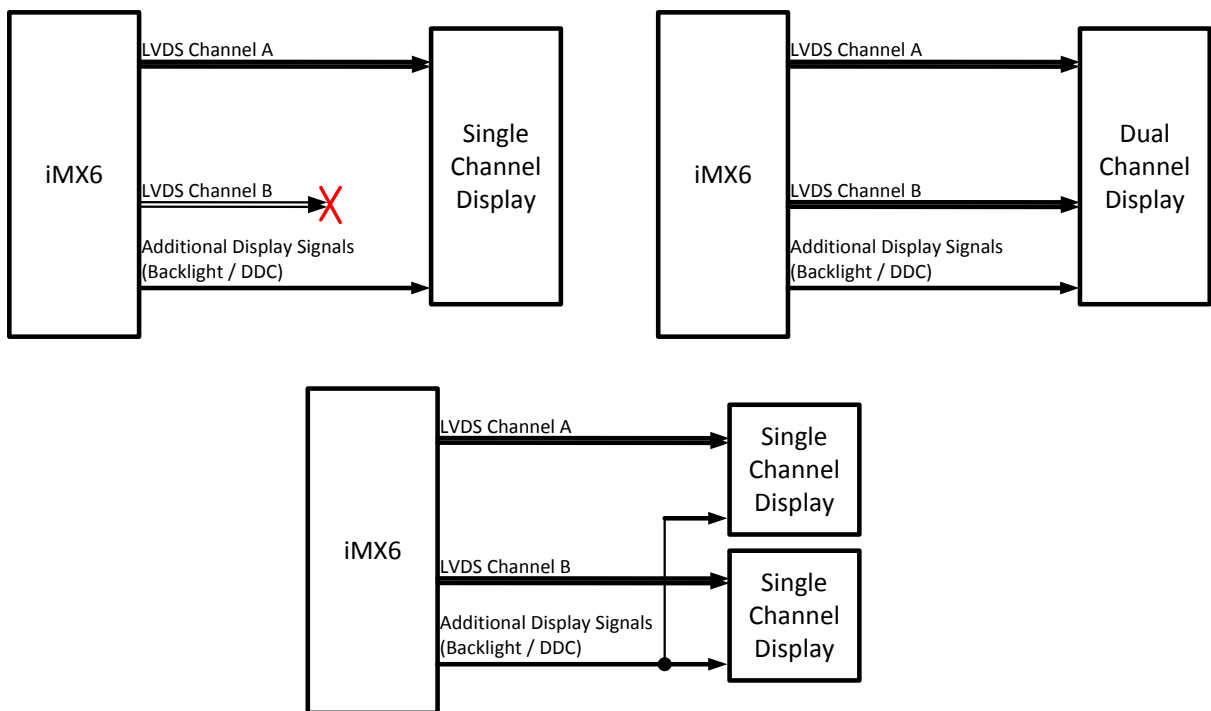 LVDS Channel A
iMX6
LVDS Channel B
Additional Display Signals
(Backlight / DDC)
Single
Channel
Display
LVDS Channel A
iMX6
LVDS Channel B
Additional Display Signals
(Backlight / DDC)
Dual
Channel
Display
LVDS Channel A
iMX6
LVDS Channel B
Additional Display Signals
(Backlight / DDC)
Single
Channel
Display
Single
Channel
Display